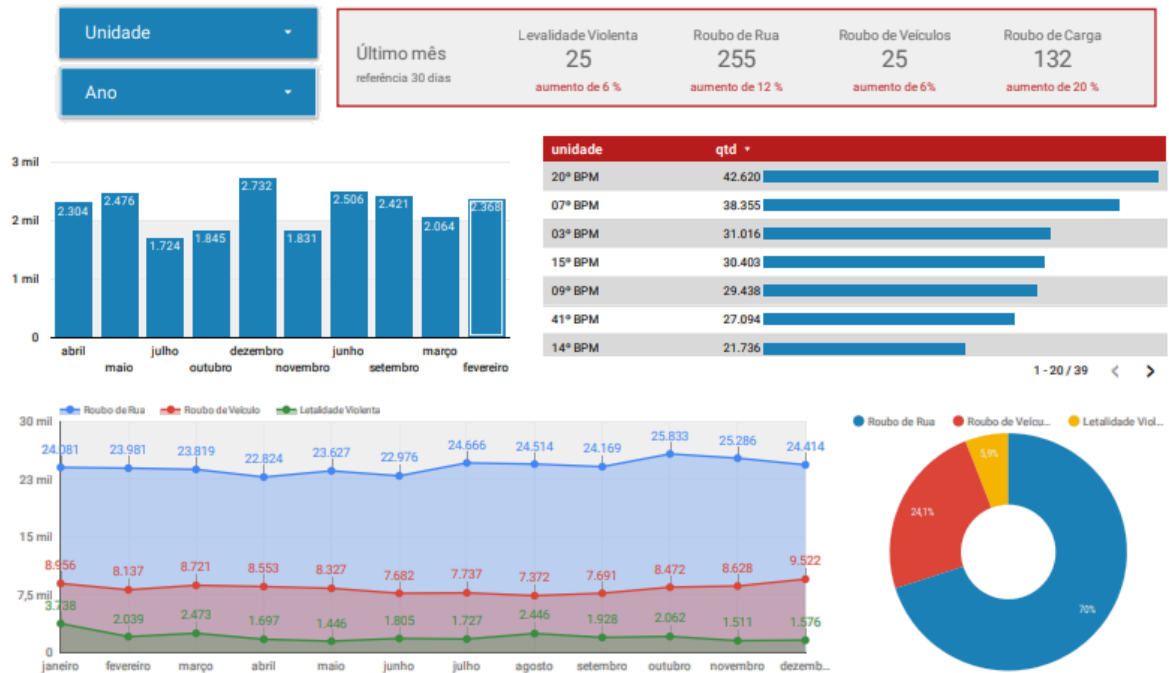 Unidade
Ano
Último mês
referência 30 dias
Levalidade Violenta
25
aumento de 6 %
Roubo de Rua
255
aumento de 12 %
Roubo de Veículos
25
aumento de 6%
Roubo de Carga
132
aumento de 20 %
3 mil
2 mil
1 mil
0
2.304
2.476
1.724
1.845
2.732
1.831
2.506
2.421
2.064
2.368
abril
maio
julho
outubro
dezembro
novembro
junho
setembro
março
fevereiro
unidade qtd
20º BPM 42.620
07º BPM 38.355
03º BPM 31.016
15º BPM 30.403
09º BPM 29.438
41º BPM 27.094
14º BPM 21.736
1 - 20 / 39 < >
Roubo de Rua Roubo de Veículo Letalidade Violenta
30 mil
23 mil
15 mil
7,5 mil
0
24.081 23.981 23.819 22.824 23.627 22.976 24.666 24.514 24.169 25.833 25.286 24.414
8.956 8.137 8.721 8.553 8.327 7.682 7.737 7.372 7.691 8.472 8.628 9.522
3.738 2.039 2.473 1.697 1.446 1.805 1.727 2.446 1.928 2.062 1.511 1.576
janeiro fevereiro março abril maio junho julho agosto setembro outubro novembro dezemb...
Roubo de Rua Roubo de Veícu... Letalidade Viol...
5,9%
24,1%
70%